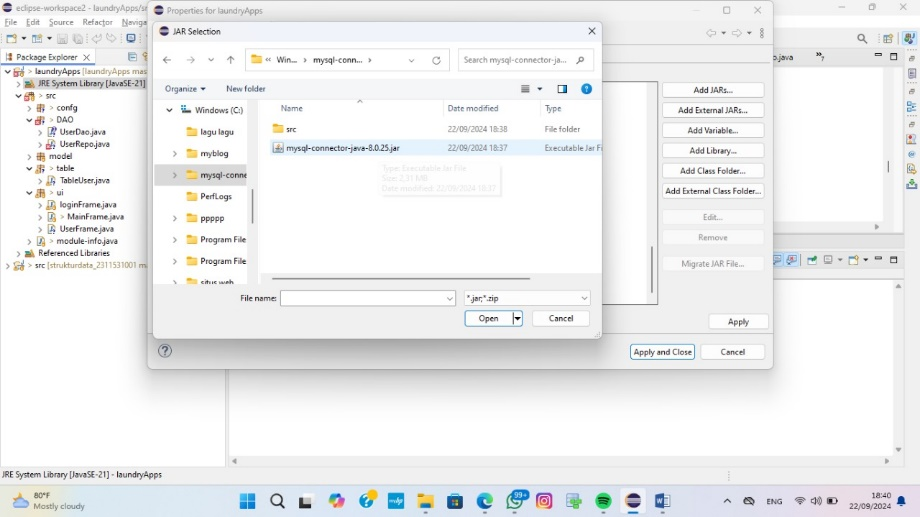 eclipse-workspace2 - laundryApps/sr
File Edit Source Refactor Naviga
Package Explorer
laundryApps [laundryApps mas
JRE System Library [JavaSE-21]
src
confg
DAO
UserDao.java
UserRepo.java
model
table
TableUser.java
ui
loginFrame.java
MainFrame.java
UserFrame.java
module-info.java
Referenced Libraries
src [strukturdata_2311531001 ma
JRE System Library [JavaSE-21] - laundryApps
Properties for laundryApps
Add JARs...
Add External JARs...
Add Variable...
Add Library...
Add Class Folder...
Add External Class Folder...
Edit...
Remove
Migrate JAR File...
Apply
Apply and Close
Cancel
JAR Selection
Win... mysql-conn...
Search mysql-connector-ja...
Organize New folder
Windows (C:)
lagu lagu
myblog
mysql-conne
PerfLogs
PPPPP
Program File
Program File
situs web
Name Date modified Type
src 22/09/2024 18:38 File folder
mysql-connector-java-8.0.25.jar 22/09/2024 18:37 Executable Jar Fi
Type: Executable Jar File
Size: 2,31 MB
Date modified: 22/09/2024 18:37
File name:
*.jar;*.zip
Open Cancel
o.java
80°F
Mostly cloudy
99+
ENG
18:40
22/09/2024